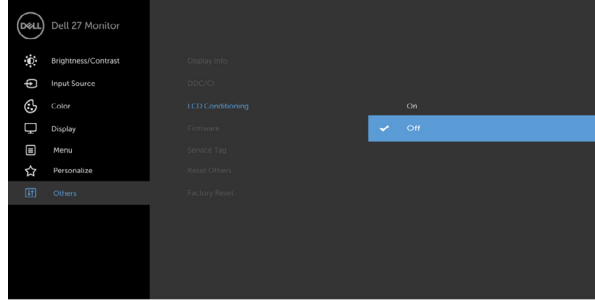 DELL Dell 27 Monitor
Brightness/Contrast
Input Source
Color
Display
Menu
Personalize
Others
Display Info
DDC/CI
LCD Conditioning
Firmware
Service Tag
Reset Others
Factory Reset
On
Off